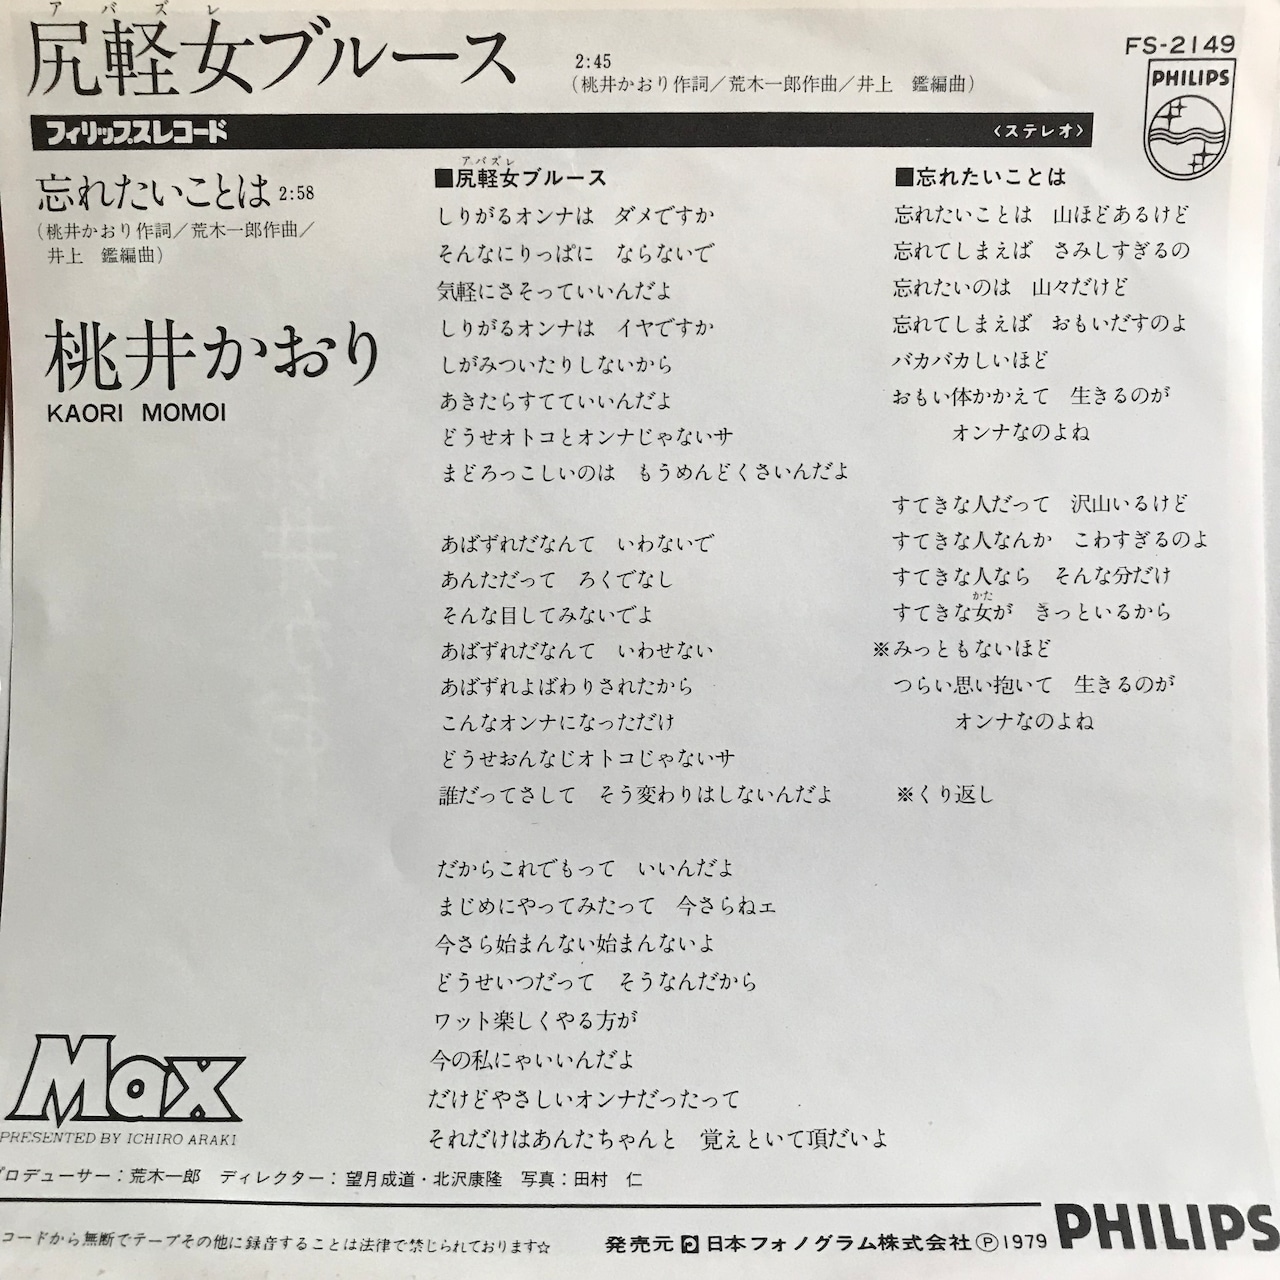 アバズレ
尻軽女ブルース
2:45
(桃井かおり作詞／荒木一郎作曲／井上 鑑編曲)
FS-2149
PHILIPS
フィリップスレコード
〈ステレオ〉
忘れたいことは 2:58
(桃井かおり作詞／荒木一郎作曲／
井上 鑑編曲)
桃井かおり
KAORI MOMOI
アバズレ
■尻軽女ブルース
しりがるオンナは ダメですか
そんなにりっぱに ならないで
気軽にさそっていいんだよ
しりがるオンナは イヤですか
しがみついたりしないから
あきたらすてていいんだよ
どうせオトコとオンナじゃないサ
まどろっこしいのは もうめんどくさいんだよ
あばずれだなんて いわないで
あんただって ろくでなし
そんな目してみないでよ
あばずれだなんて いわせない
あばずれよばわりされたから
こんなオンナになっただけ
どうせおんなじオトコじゃないサ
誰だってさして そう変わりはしないんだよ
だからこれでもって いいんだよ
まじめにやってみたって 今さらねェ
今さら始まんない始まんないよ
どうせいつだって そうなんだから
ワット楽しくやる方が
今の私にゃいいんだよ
だけどやさしいオンナだったって
それだけはあんたちゃんと 覚えといて頂だいよ
■忘れたいことは
忘れたいことは 山ほどあるけど
忘れてしまえば さみしすぎるの
忘れたいのは 山々だけど
忘れてしまえば おもいだすのよ
バカバカしいほど
おもい体かかえて 生きるのが
オンナなのよね
すてきな人だって 沢山いるけど
すてきな人なんか こわすぎるのよ
すてきな人なら そんな分だけ
かた
すてきな女が きっといるから
※みっともないほど
つらい思い抱いて 生きるのが
オンナなのよね
※くり返し
Max
PRESENTED BY ICHIRO ARAKI
プロデューサー：荒木一郎 ディレクター：望月成道・北沢康隆 写真：田村 仁
コードから無断でテープその他に録音することは法律で禁じられております☆
発売元 日本フォノグラム株式会社 Ⓟ1979
PHILIPS